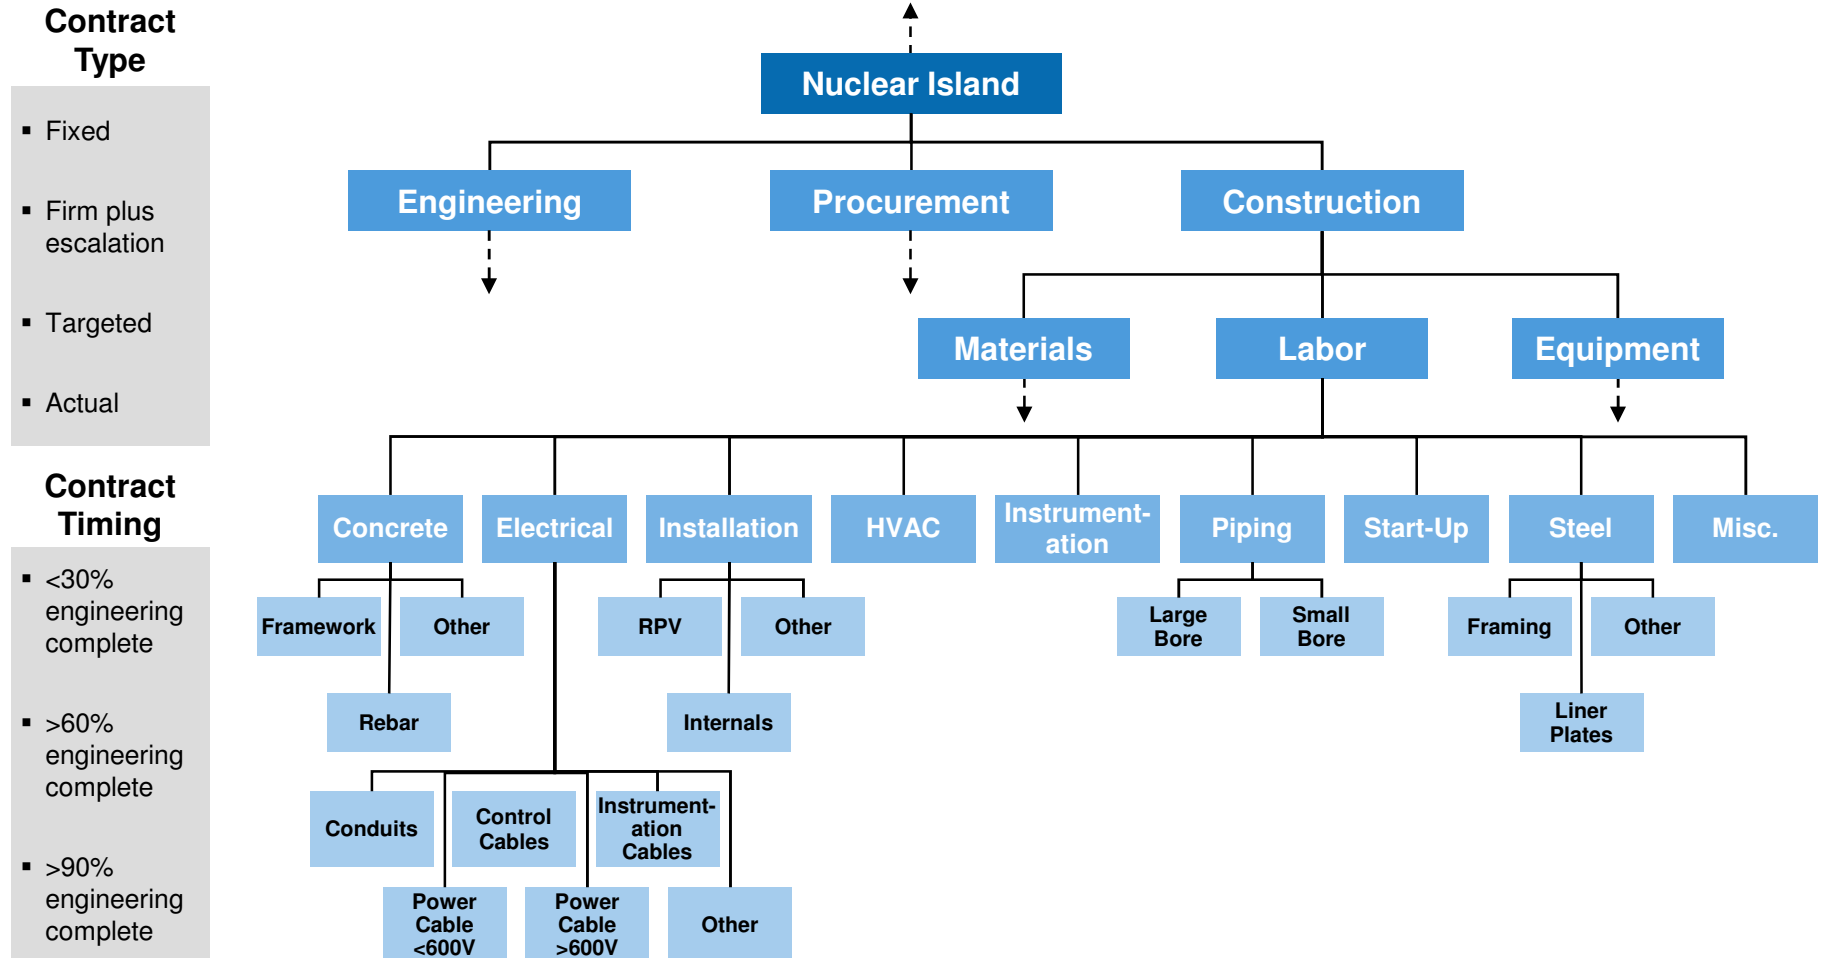 Contract
Type
▪ Fixed
▪ Firm plus
escalation
▪ Targeted
▪ Actual
Contract
Timing
▪ <30%
engineering
complete
▪ >60%
engineering
complete
▪ >90%
engineering
complete
Nuclear Island
Engineering
Procurement
Construction
Materials
Labor
Equipment
Concrete
Electrical
Installation
HVAC
Instrument-
ation
Piping
Start-Up
Steel
Misc.
Framework
Other
RPV
Other
Large
Bore
Small
Bore
Framing
Other
Rebar
Internals
Liner
Plates
Conduits
Control
Cables
Instrument-
ation
Cables
Power
Cable
<600V
Power
Cable
>600V
Other